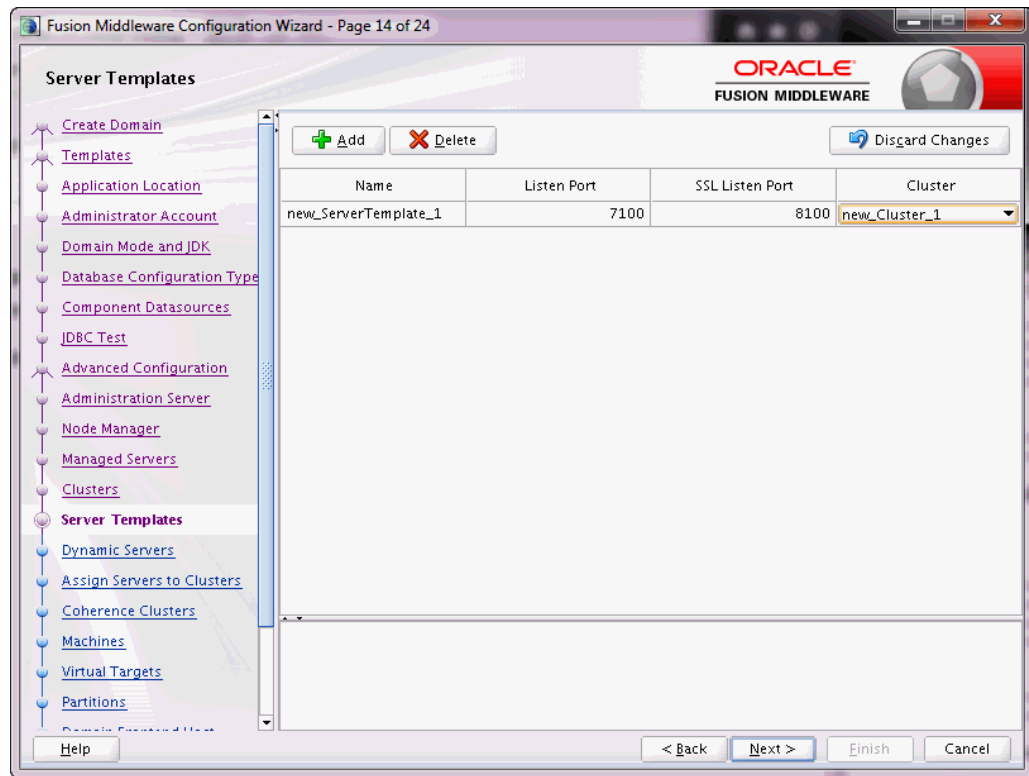 Fusion Middleware Configuration Wizard - Page 14 of 24
Server Templates
ORACLE
FUSION MIDDLEWARE
Create Domain
Templates
Application Location
Administrator Account
Domain Mode and JDK
Database Configuration Type
Component Datasources
JDBC Test
Advanced Configuration
Administration Server
Node Manager
Managed Servers
Clusters
Server Templates
Dynamic Servers
Assign Servers to Clusters
Coherence Clusters
Machines
Virtual Targets
Partitions
Domain Frontend Host
Add Delete Discard Changes
Name Listen Port SSL Listen Port Cluster
new_ServerTemplate_1 7100 8100 new_Cluster_1
Help < Back Next > Finish Cancel